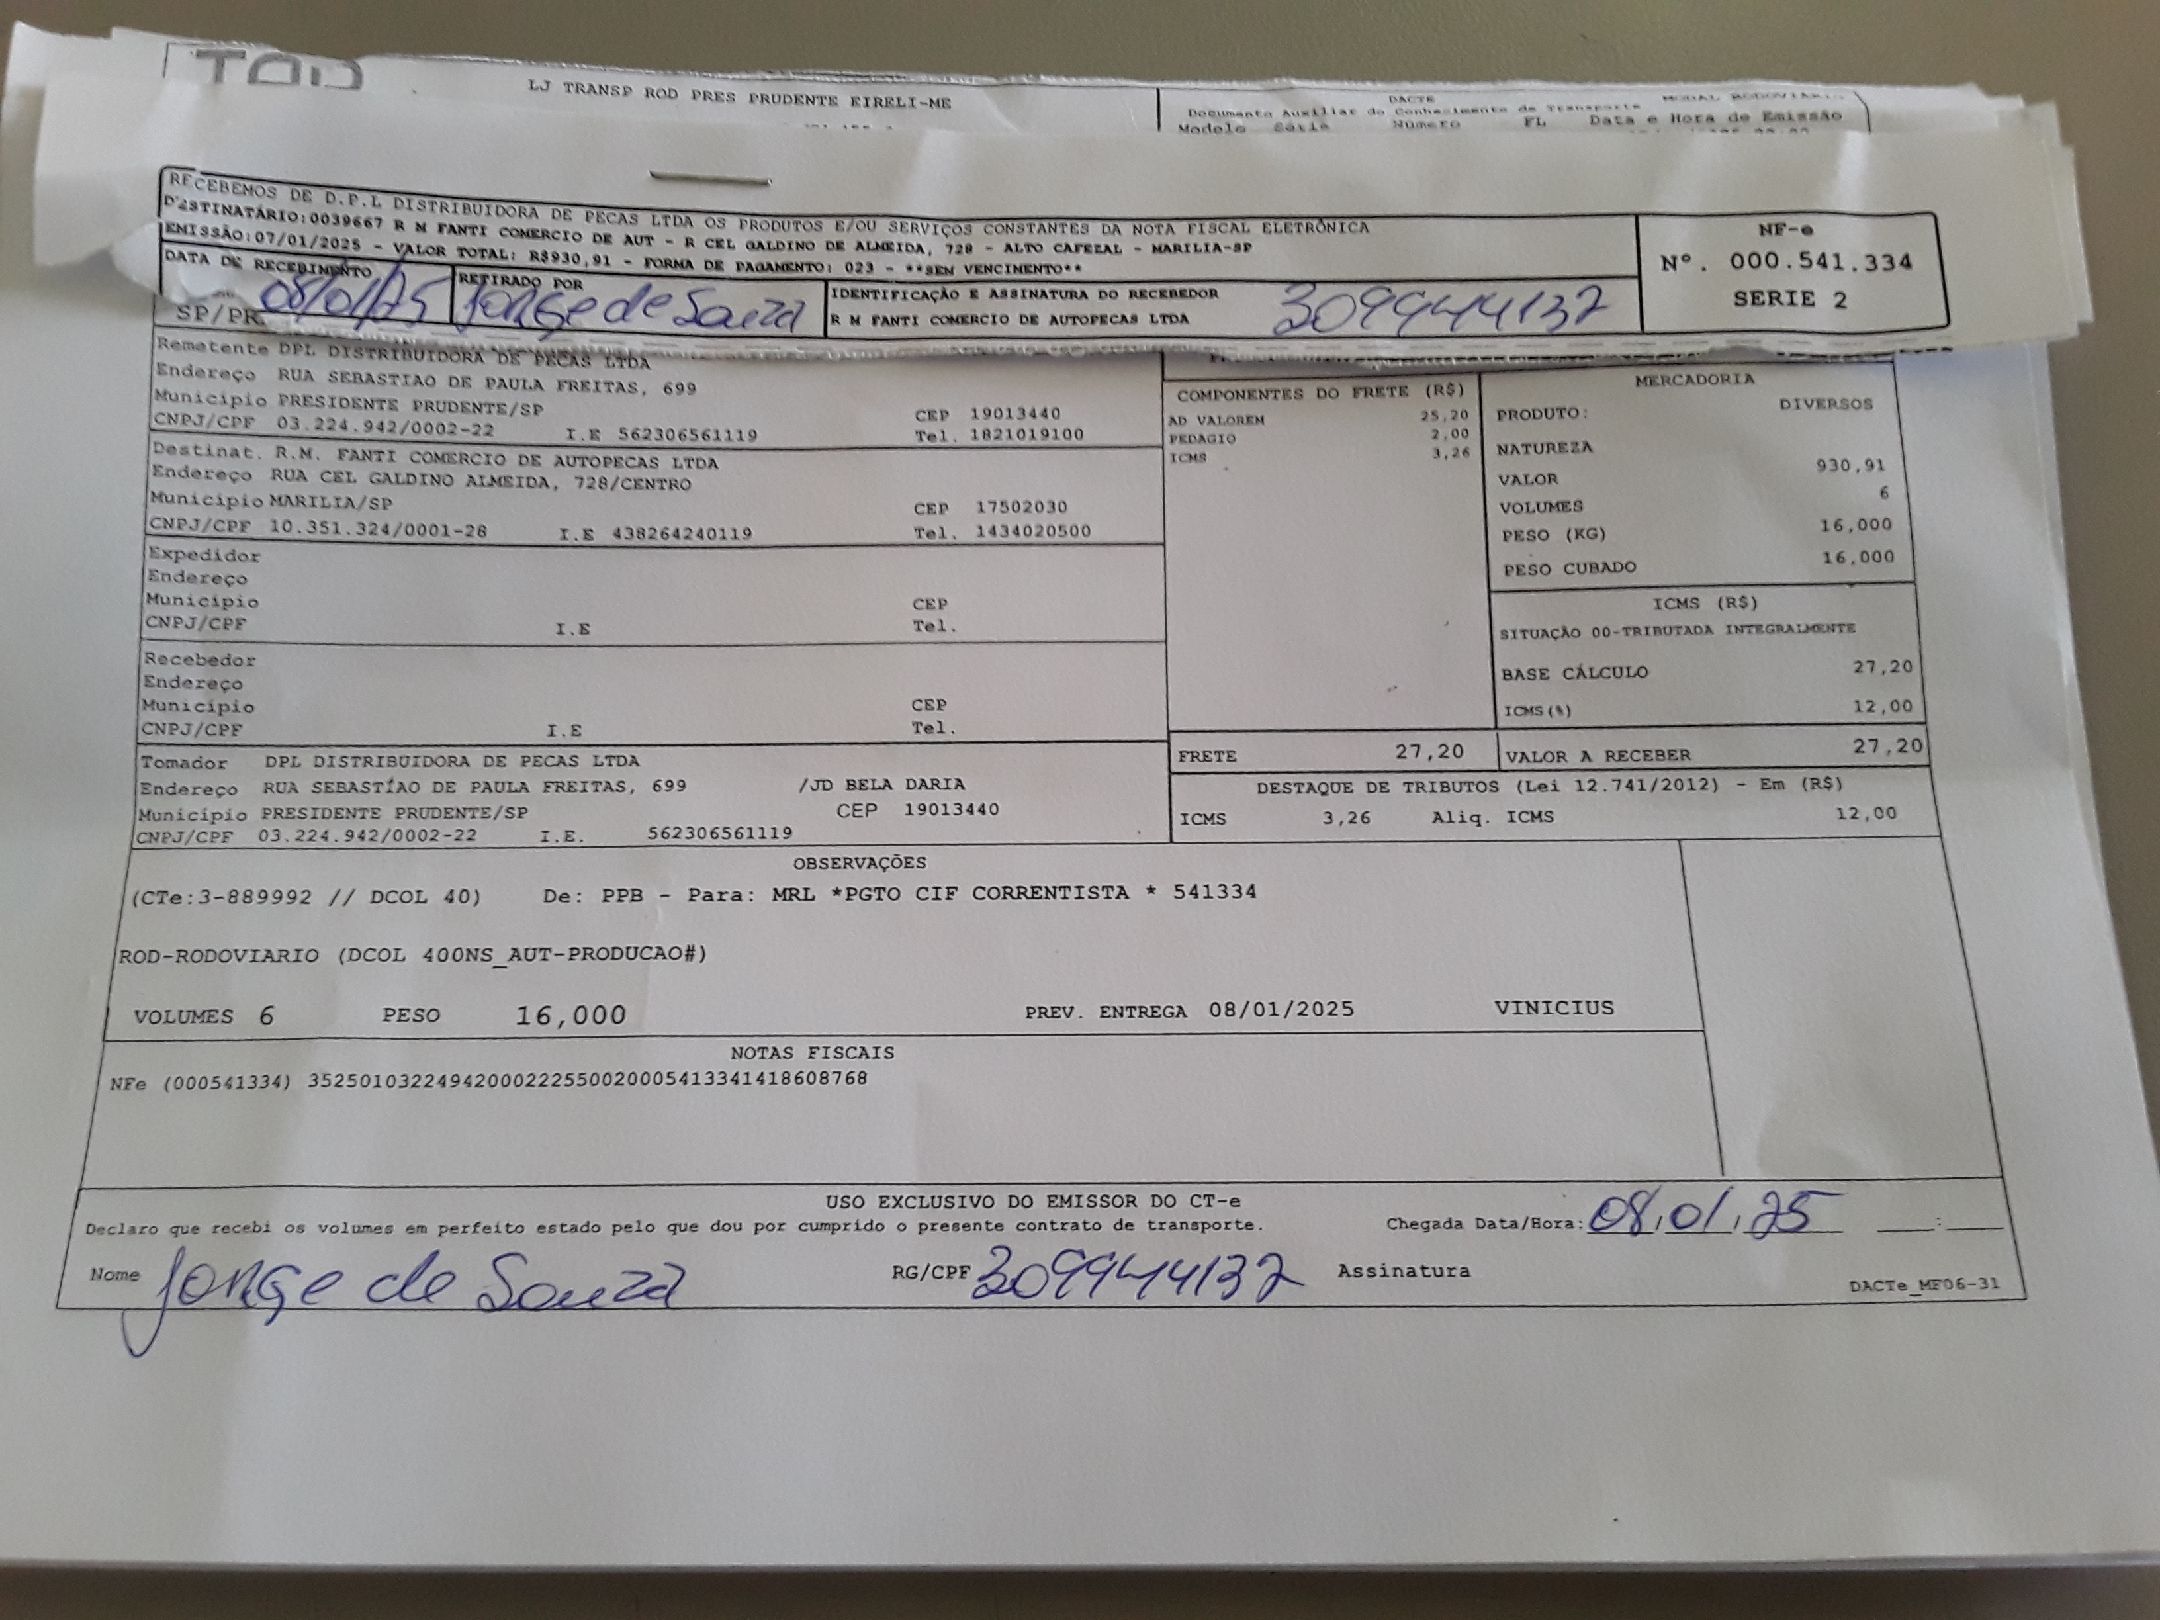 LJ TRANSP ROD PRES PRUDENTE EIRELI-ME
DACTE MODAL RODOVIARIO
Documento Auxiliar do Conhecimento de Transporte
Modelo Série Número FL Data e Hora de Emissão
RECEBEMOS DE D.P.L DISTRIBUIDORA DE PECAS LTDA OS PRODUTOS E/OU SERVIÇOS CONSTANTES DA NOTA FISCAL ELETRÔNICA
DESTINATÁRIO:0039667 R M FANTI COMERCIO DE AUT - R CEL GALDINO DE ALMEIDA, 728 - ALTO CAFEZAL - MARILIA-SP
EMISSÃO:07/01/2025 - VALOR TOTAL: R$930,91 - FORMA DE PAGAMENTO: 023 - **SEM VENCIMENTO**
NF-e
Nº. 000.541.334
SERIE 2
DATA DE RECEBIMENTO 08/01/25
RETIRADO POR Jorge de Souza
IDENTIFICAÇÃO E ASSINATURA DO RECEBEDOR 309944137
R M FANTI COMERCIO DE AUTOPECAS LTDA
SP/PR
Remetente DPL DISTRIBUIDORA DE PECAS LTDA
Endereço RUA SEBASTIAO DE PAULA FREITAS, 699
Município PRESIDENTE PRUDENTE/SP CEP 19013440
CNPJ/CPF 03.224.942/0002-22 I.E 562306561119 Tel. 1821019100
Destinat. R.M. FANTI COMERCIO DE AUTOPECAS LTDA
Endereço RUA CEL GALDINO ALMEIDA, 728/CENTRO
Município MARILIA/SP CEP 17502030
CNPJ/CPF 10.351.324/0001-28 I.E 438264240119 Tel. 1434020500
Expedidor
Endereço
Município CEP
CNPJ/CPF I.E Tel.
Recebedor
Endereço
Município CEP
CNPJ/CPF I.E Tel.
Tomador DPL DISTRIBUIDORA DE PECAS LTDA
Endereço RUA SEBASTÍAO DE PAULA FREITAS, 699 /JD BELA DARIA
Município PRESIDENTE PRUDENTE/SP CEP 19013440
CNPJ/CPF 03.224.942/0002-22 I.E. 562306561119
COMPONENTES DO FRETE (R$)
AD VALOREM 25,20
PEDAGIO 2,00
ICMS 3,26
FRETE 27,20
MERCADORIA
PRODUTO: DIVERSOS
NATUREZA
VALOR 930,91
VOLUMES 6
PESO (KG) 16,000
PESO CUBADO 16,000
ICMS (R$)
SITUAÇÃO 00-TRIBUTADA INTEGRALMENTE
BASE CÁLCULO 27,20
ICMS(%) 12,00
VALOR A RECEBER 27,20
DESTAQUE DE TRIBUTOS (Lei 12.741/2012) - Em (R$)
ICMS 3,26 Aliq. ICMS 12,00
OBSERVAÇÕES
(CTe:3-889992 // DCOL 40) De: PPB - Para: MRL *PGTO CIF CORRENTISTA * 541334
ROD-RODOVIARIO (DCOL 400NS_AUT-PRODUCAO#)
VOLUMES 6 PESO 16,000 PREV. ENTREGA 08/01/2025 VINICIUS
NOTAS FISCAIS
NFe (000541334) 35250103224942000222550020005413341418608768
USO EXCLUSIVO DO EMISSOR DO CT-e
Declaro que recebi os volumes em perfeito estado pelo que dou por cumprido o presente contrato de transporte. Chegada Data/Hora: 08/01/25 ____:____
Nome Jorge de Souza RG/CPF 309944137 Assinatura
DACTe_MF06-31